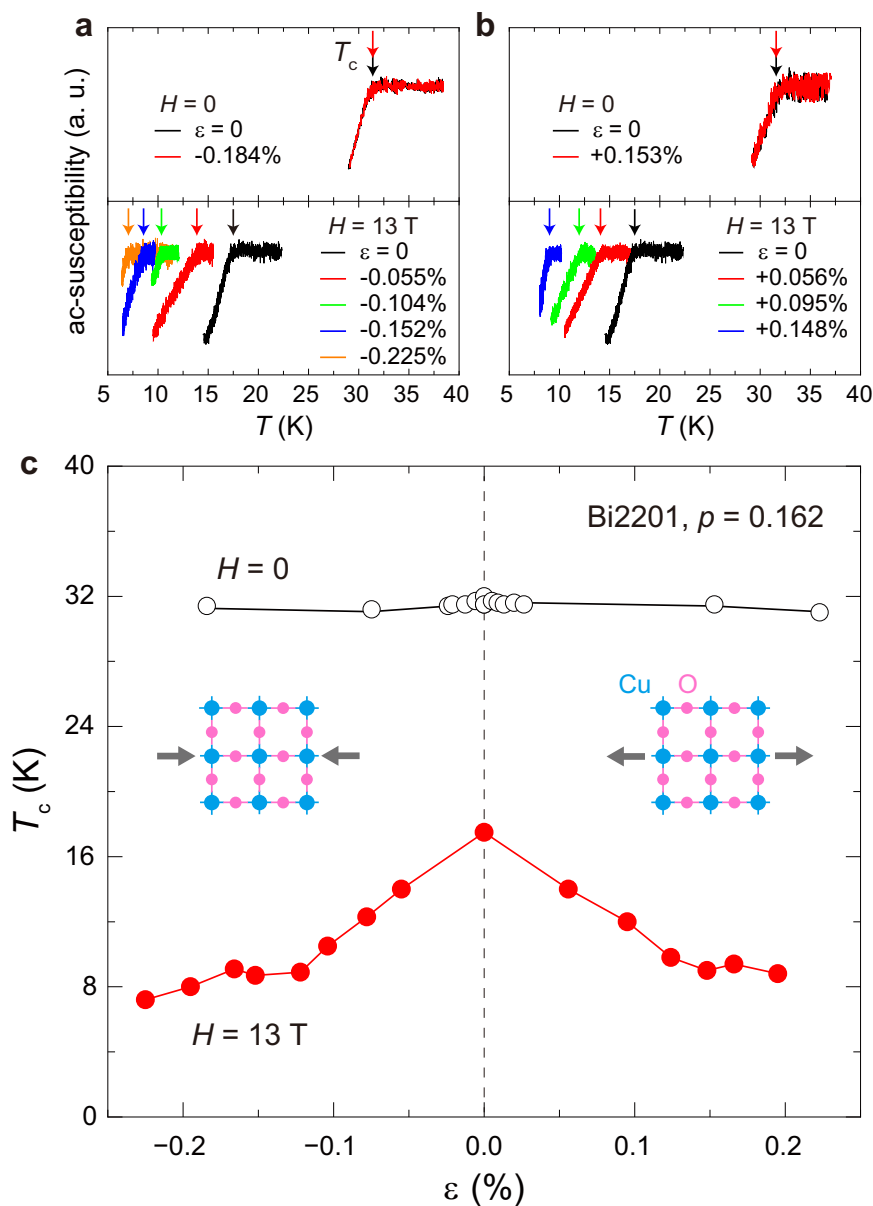 a
T_c
H = 0
ε = 0
-0.184%
H = 13 T
ε = 0
-0.055%
-0.104%
-0.152%
-0.225%
ac-susceptibility (a. u.)
5 10 15 20 25 30 35 40
T (K)
b
H = 0
ε = 0
+0.153%
H = 13 T
ε = 0
+0.056%
+0.095%
+0.148%
5 10 15 20 25 30 35 40
T (K)
c
40
Bi2201, p = 0.162
H = 0
32
Cu O
24
T_c (K)
16
8
H = 13 T
0
−0.2 −0.1 0.0 0.1 0.2
ε (%)